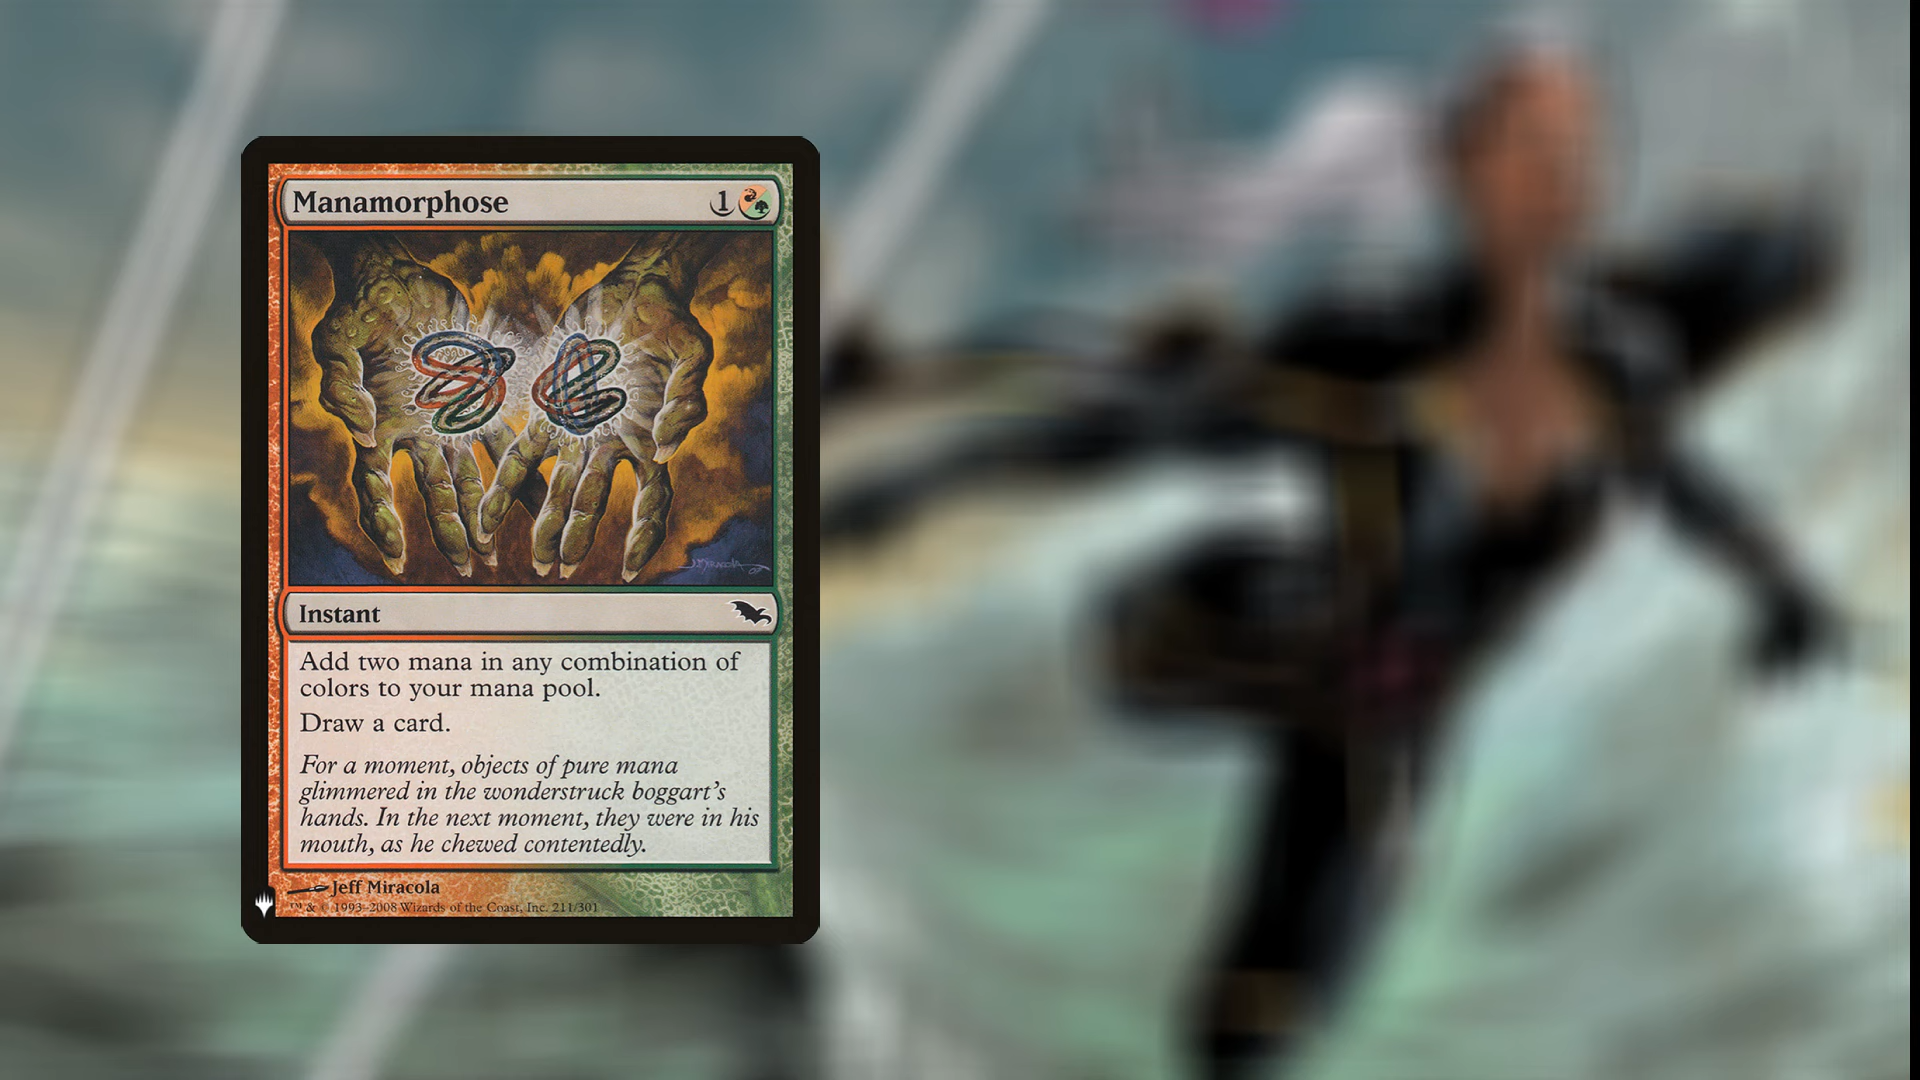 Manamorphose 1
J. Miracola 08
Instant
Add two mana in any combination of
colors to your mana pool.
Draw a card.
For a moment, objects of pure mana
glimmered in the wonderstruck boggart's
hands. In the next moment, they were in his
mouth, as he chewed contentedly.
Jeff Miracola
™ & © 1993–2008 Wizards of the Coast, Inc. 211/301